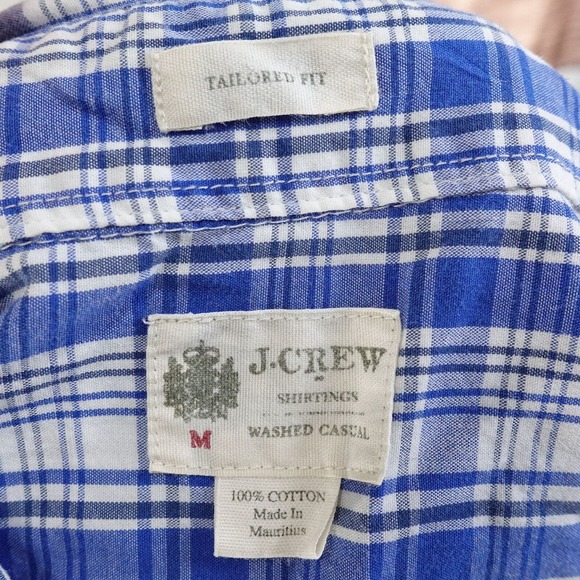 TAILORED FIT
J.CREW
SHIRTINGS
WASHED CASUAL
M
100% COTTON
Made In
Mauritius